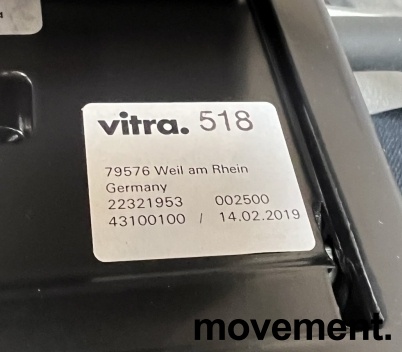 vitra. 518
79576 Weil am Rhein
Germany
22321953 002500
43100100 / 14.02.2019
movement.